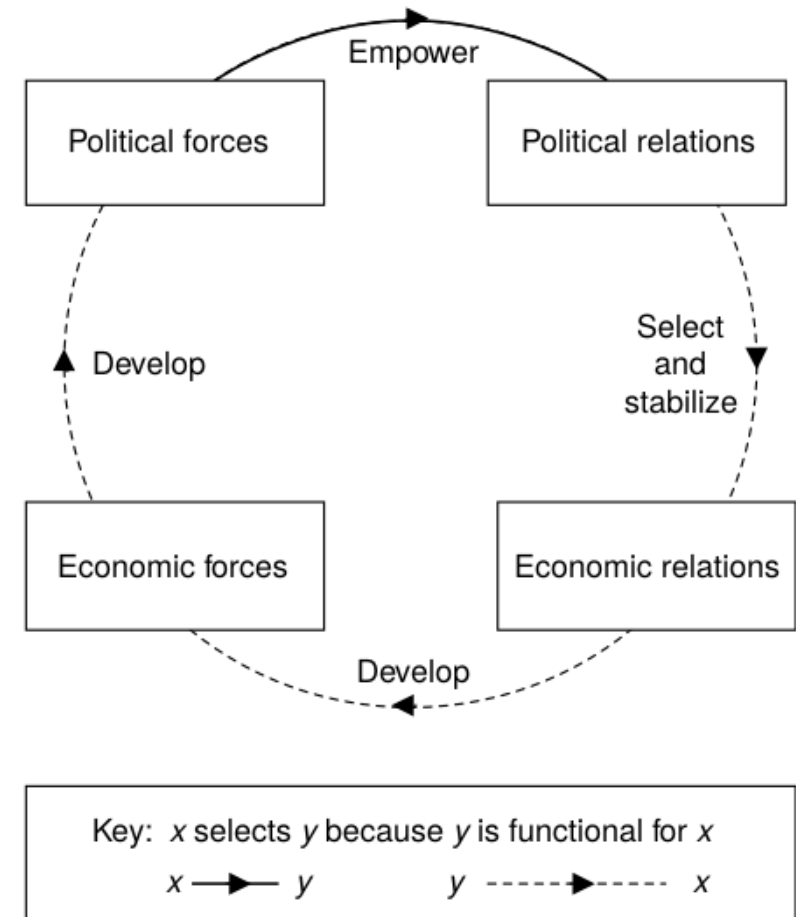 Empower
Political forces
Political relations
Develop
Select
and
stabilize
Economic forces
Economic relations
Develop
Key: x selects y because y is functional for x
x y y x